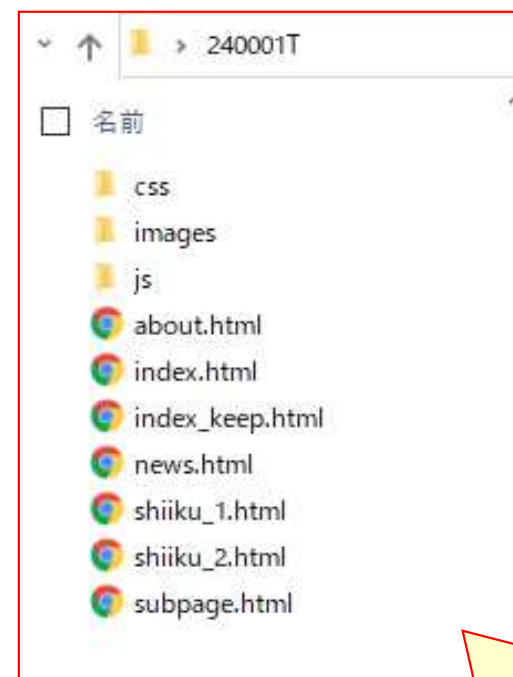 > 240001T
名前
css
images
js
about.html
index.html
index_keep.html
news.html
shiiku_1.html
shiiku_2.html
subpage.html